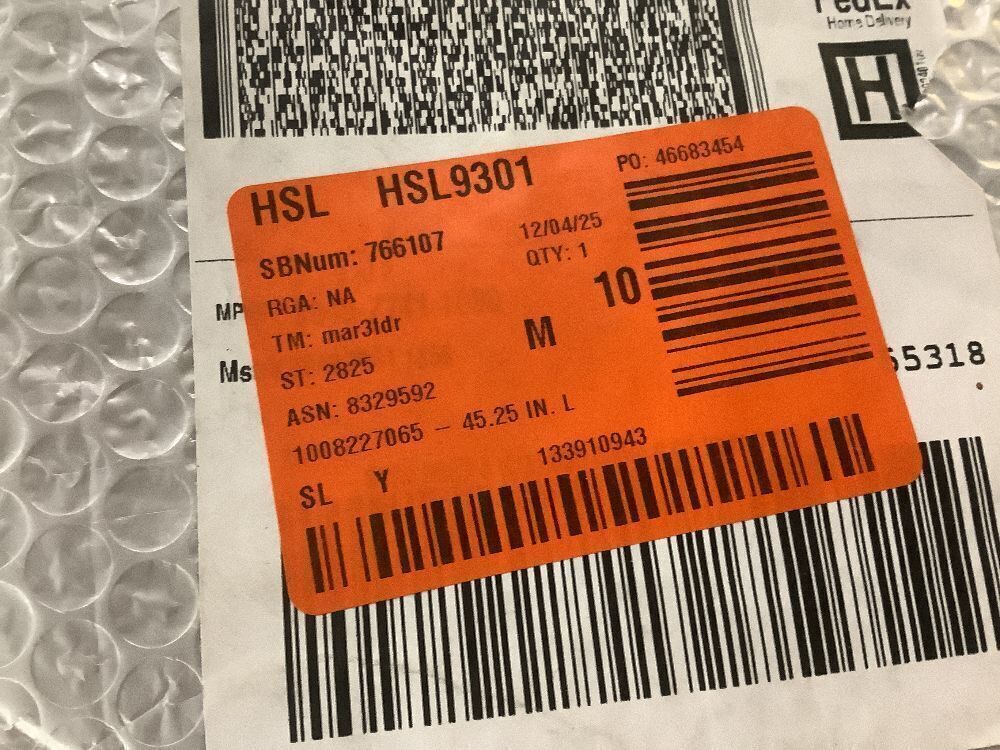 FedEx
Home Delivery
H
HSL HSL9301
PO: 46683454
SBNum: 766107
12/04/25
RGA: NA
QTY: 1
TM: mar3ldr
M
10
ST: 2825
ASN: 8329592
1008227065 – 45.25 IN. L
SL Y
133910943
MP
Ms
5318